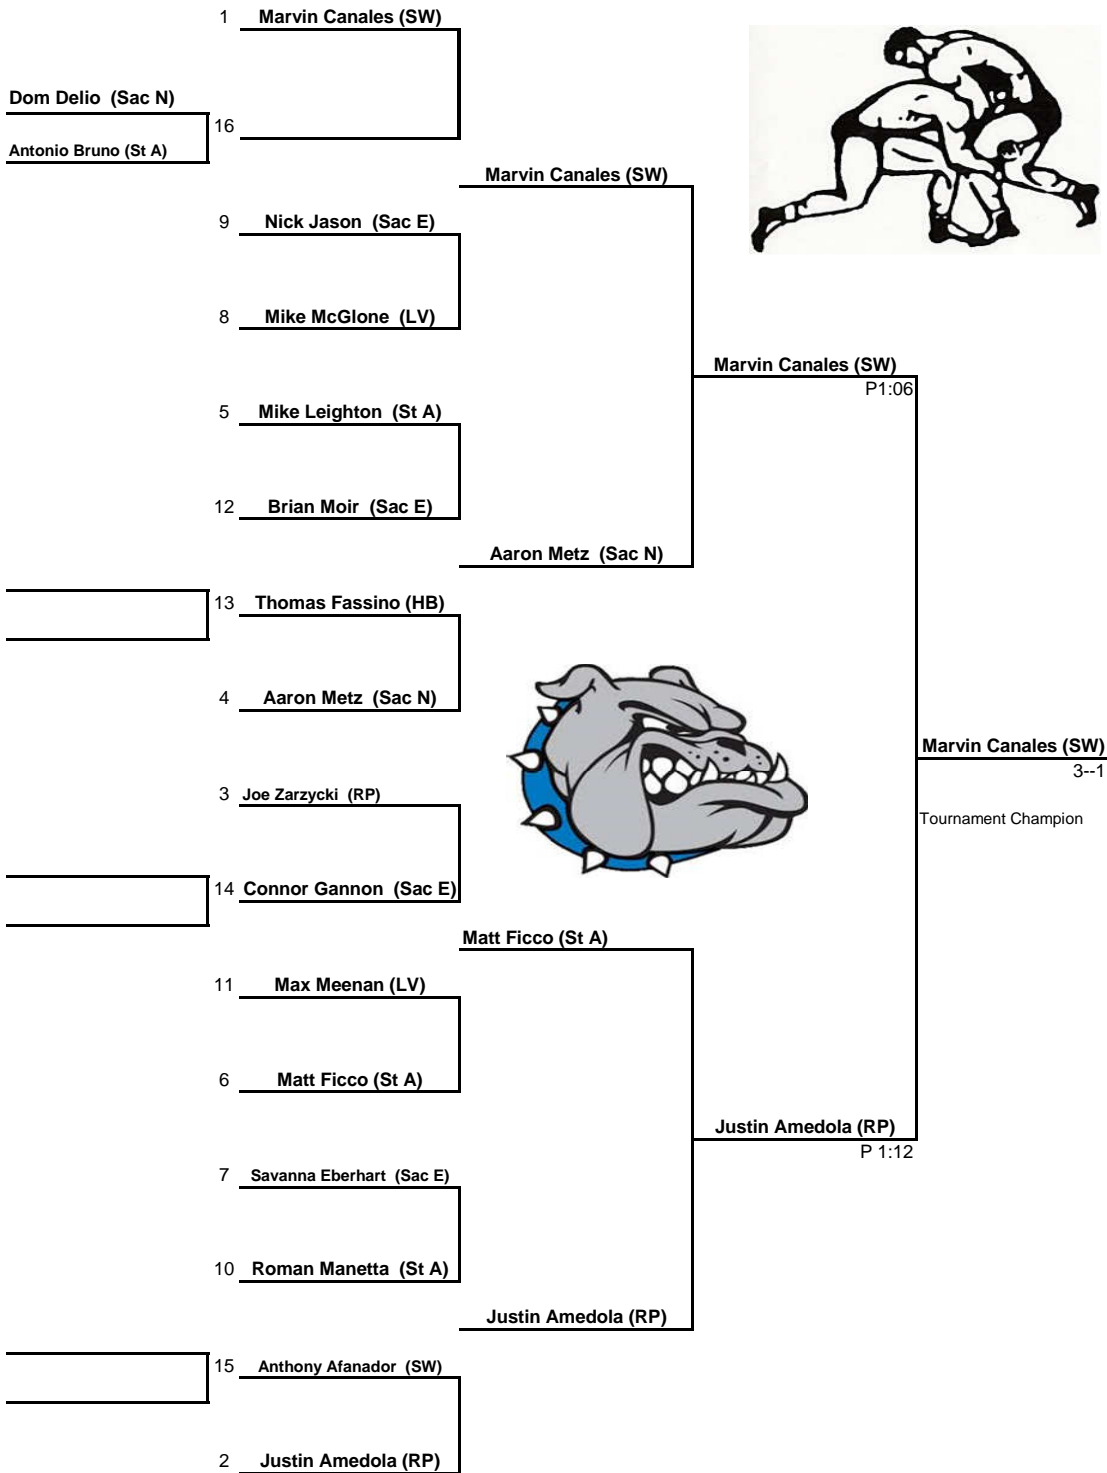 1 Marvin Canales (SW)
Dom Delio (Sac N)
16
Antonio Bruno (St A)
Marvin Canales (SW)
9 Nick Jason (Sac E)
8 Mike McGlone (LV)
Marvin Canales (SW)
P1:06
5 Mike Leighton (St A)
12 Brian Moir (Sac E)
Aaron Metz (Sac N)
13 Thomas Fassino (HB)
4 Aaron Metz (Sac N)
Marvin Canales (SW)
3--1
3 Joe Zarzycki (RP)
Tournament Champion
14 Connor Gannon (Sac E)
Matt Ficco (St A)
11 Max Meenan (LV)
6 Matt Ficco (St A)
Justin Amedola (RP)
P 1:12
7 Savanna Eberhart (Sac E)
10 Roman Manetta (St A)
Justin Amedola (RP)
15 Anthony Afanador (SW)
2 Justin Amedola (RP)